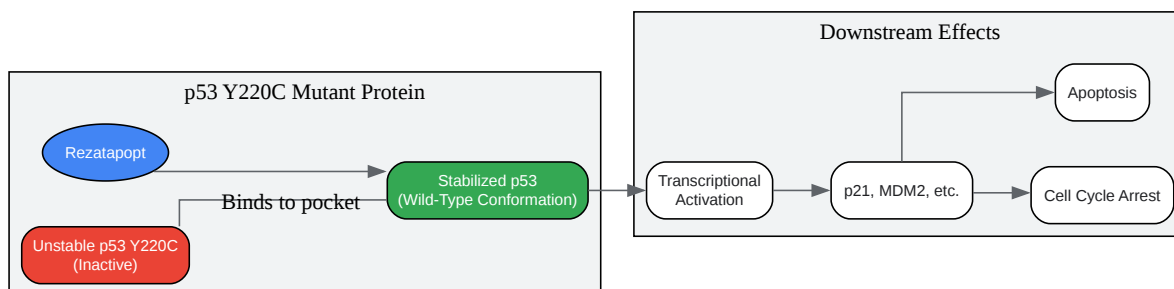 p53 Y220C Mutant Protein
Rezatapopt
Binds to pocket
Unstable p53 Y220C
(Inactive)
Stabilized p53
(Wild-Type Conformation)
Downstream Effects
Transcriptional
Activation
p21, MDM2, etc.
Apoptosis
Cell Cycle Arrest